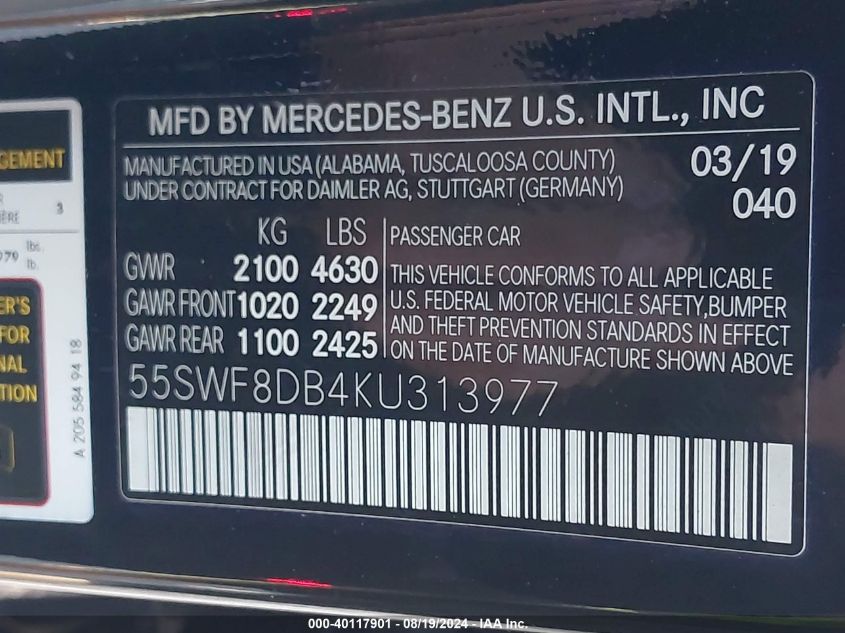 GEMENT
3
979 lbs.
lb.
ER'S
FOR
NAL
TION
A 205 584 94 18
MFD BY MERCEDES-BENZ U.S. INTL., INC
MANUFACTURED IN USA (ALABAMA, TUSCALOOSA COUNTY) 03/19
UNDER CONTRACT FOR DAIMLER AG, STUTTGART (GERMANY) 040
KG LBS
GVWR 2100 4630
GAWR FRONT 1020 2249
GAWR REAR 1100 2425
PASSENGER CAR
THIS VEHICLE CONFORMS TO ALL APPLICABLE
U.S. FEDERAL MOTOR VEHICLE SAFETY,BUMPER
AND THEFT PREVENTION STANDARDS IN EFFECT
ON THE DATE OF MANUFACTURE SHOWN ABOVE
55SWF8DB4KU313977
000-40117901 - 08/19/2024 - IAA Inc.